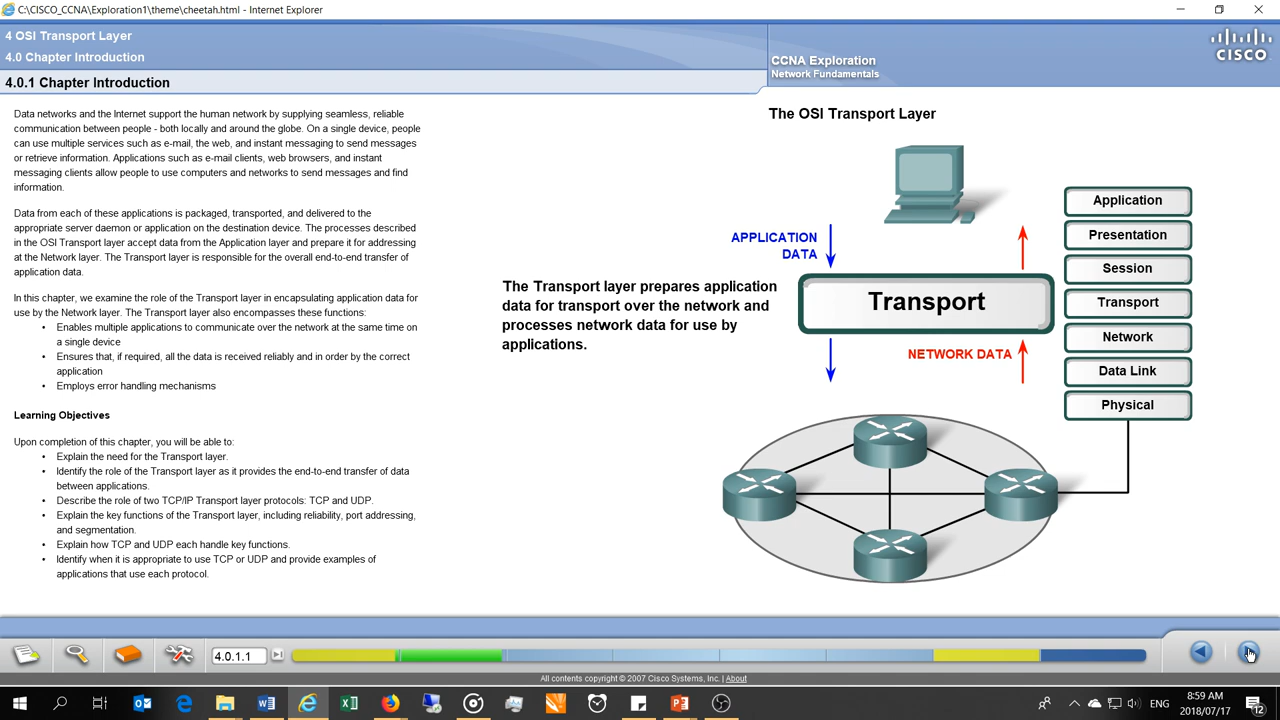 C:\CISCO_CCNA\Exploration1\theme\cheetah.html - Internet Explorer
4 OSI Transport Layer
4.0 Chapter Introduction
4.0.1 Chapter Introduction
CCNA Exploration
Network Fundamentals
CISCO
Data networks and the Internet support the human network by supplying seamless, reliable
communication between people - both locally and around the globe. On a single device, people
can use multiple services such as e-mail, the web, and instant messaging to send messages
or retrieve information. Applications such as e-mail clients, web browsers, and instant
messaging clients allow people to use computers and networks to send messages and find
information.
Data from each of these applications is packaged, transported, and delivered to the
appropriate server daemon or application on the destination device. The processes described
in the OSI Transport layer accept data from the Application layer and prepare it for addressing
at the Network layer. The Transport layer is responsible for the overall end-to-end transfer of
application data.
In this chapter, we examine the role of the Transport layer in encapsulating application data for
use by the Network layer. The Transport layer also encompasses these functions:
• Enables multiple applications to communicate over the network at the same time on
a single device
• Ensures that, if required, all the data is received reliably and in order by the correct
application
• Employs error handling mechanisms
Learning Objectives
Upon completion of this chapter, you will be able to:
• Explain the need for the Transport layer.
• Identify the role of the Transport layer as it provides the end-to-end transfer of data
between applications.
• Describe the role of two TCP/IP Transport layer protocols: TCP and UDP.
• Explain the key functions of the Transport layer, including reliability, port addressing,
and segmentation.
• Explain how TCP and UDP each handle key functions.
• Identify when it is appropriate to use TCP or UDP and provide examples of
applications that use each protocol.
The OSI Transport Layer
APPLICATION
DATA
The Transport layer prepares application
data for transport over the network and
processes network data for use by
applications.
Transport
NETWORK DATA
Application
Presentation
Session
Transport
Network
Data Link
Physical
4.0.1.1
All contents copyright © 2007 Cisco Systems, Inc. | About
ENG
8:59 AM
2018/07/17
12